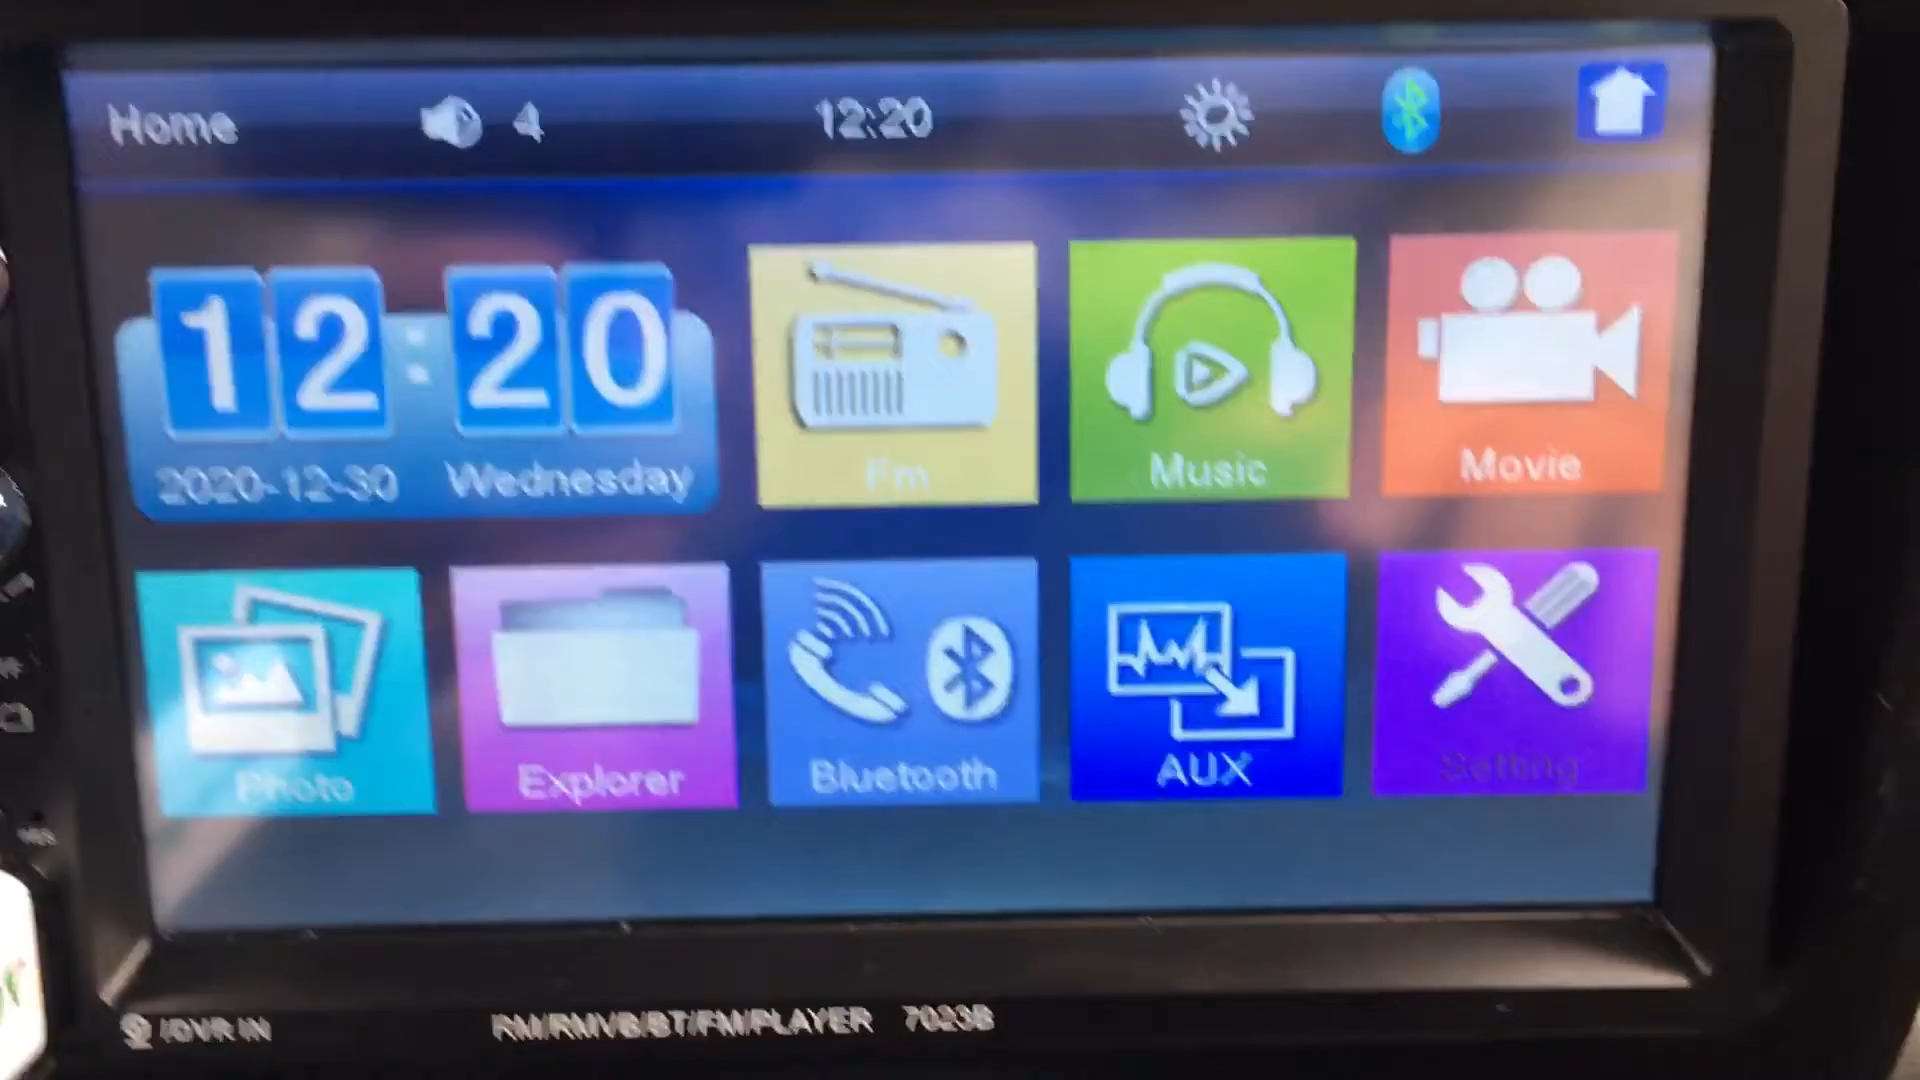 Home 4 12:20
12:20
2020-12-30 Wednesday
Fm
Music
Movie
Photo
Explorer
Bluetooth
AUX
Setting
/DVR IN
RM/RMVB/BT/FM/PLAYER 7023B